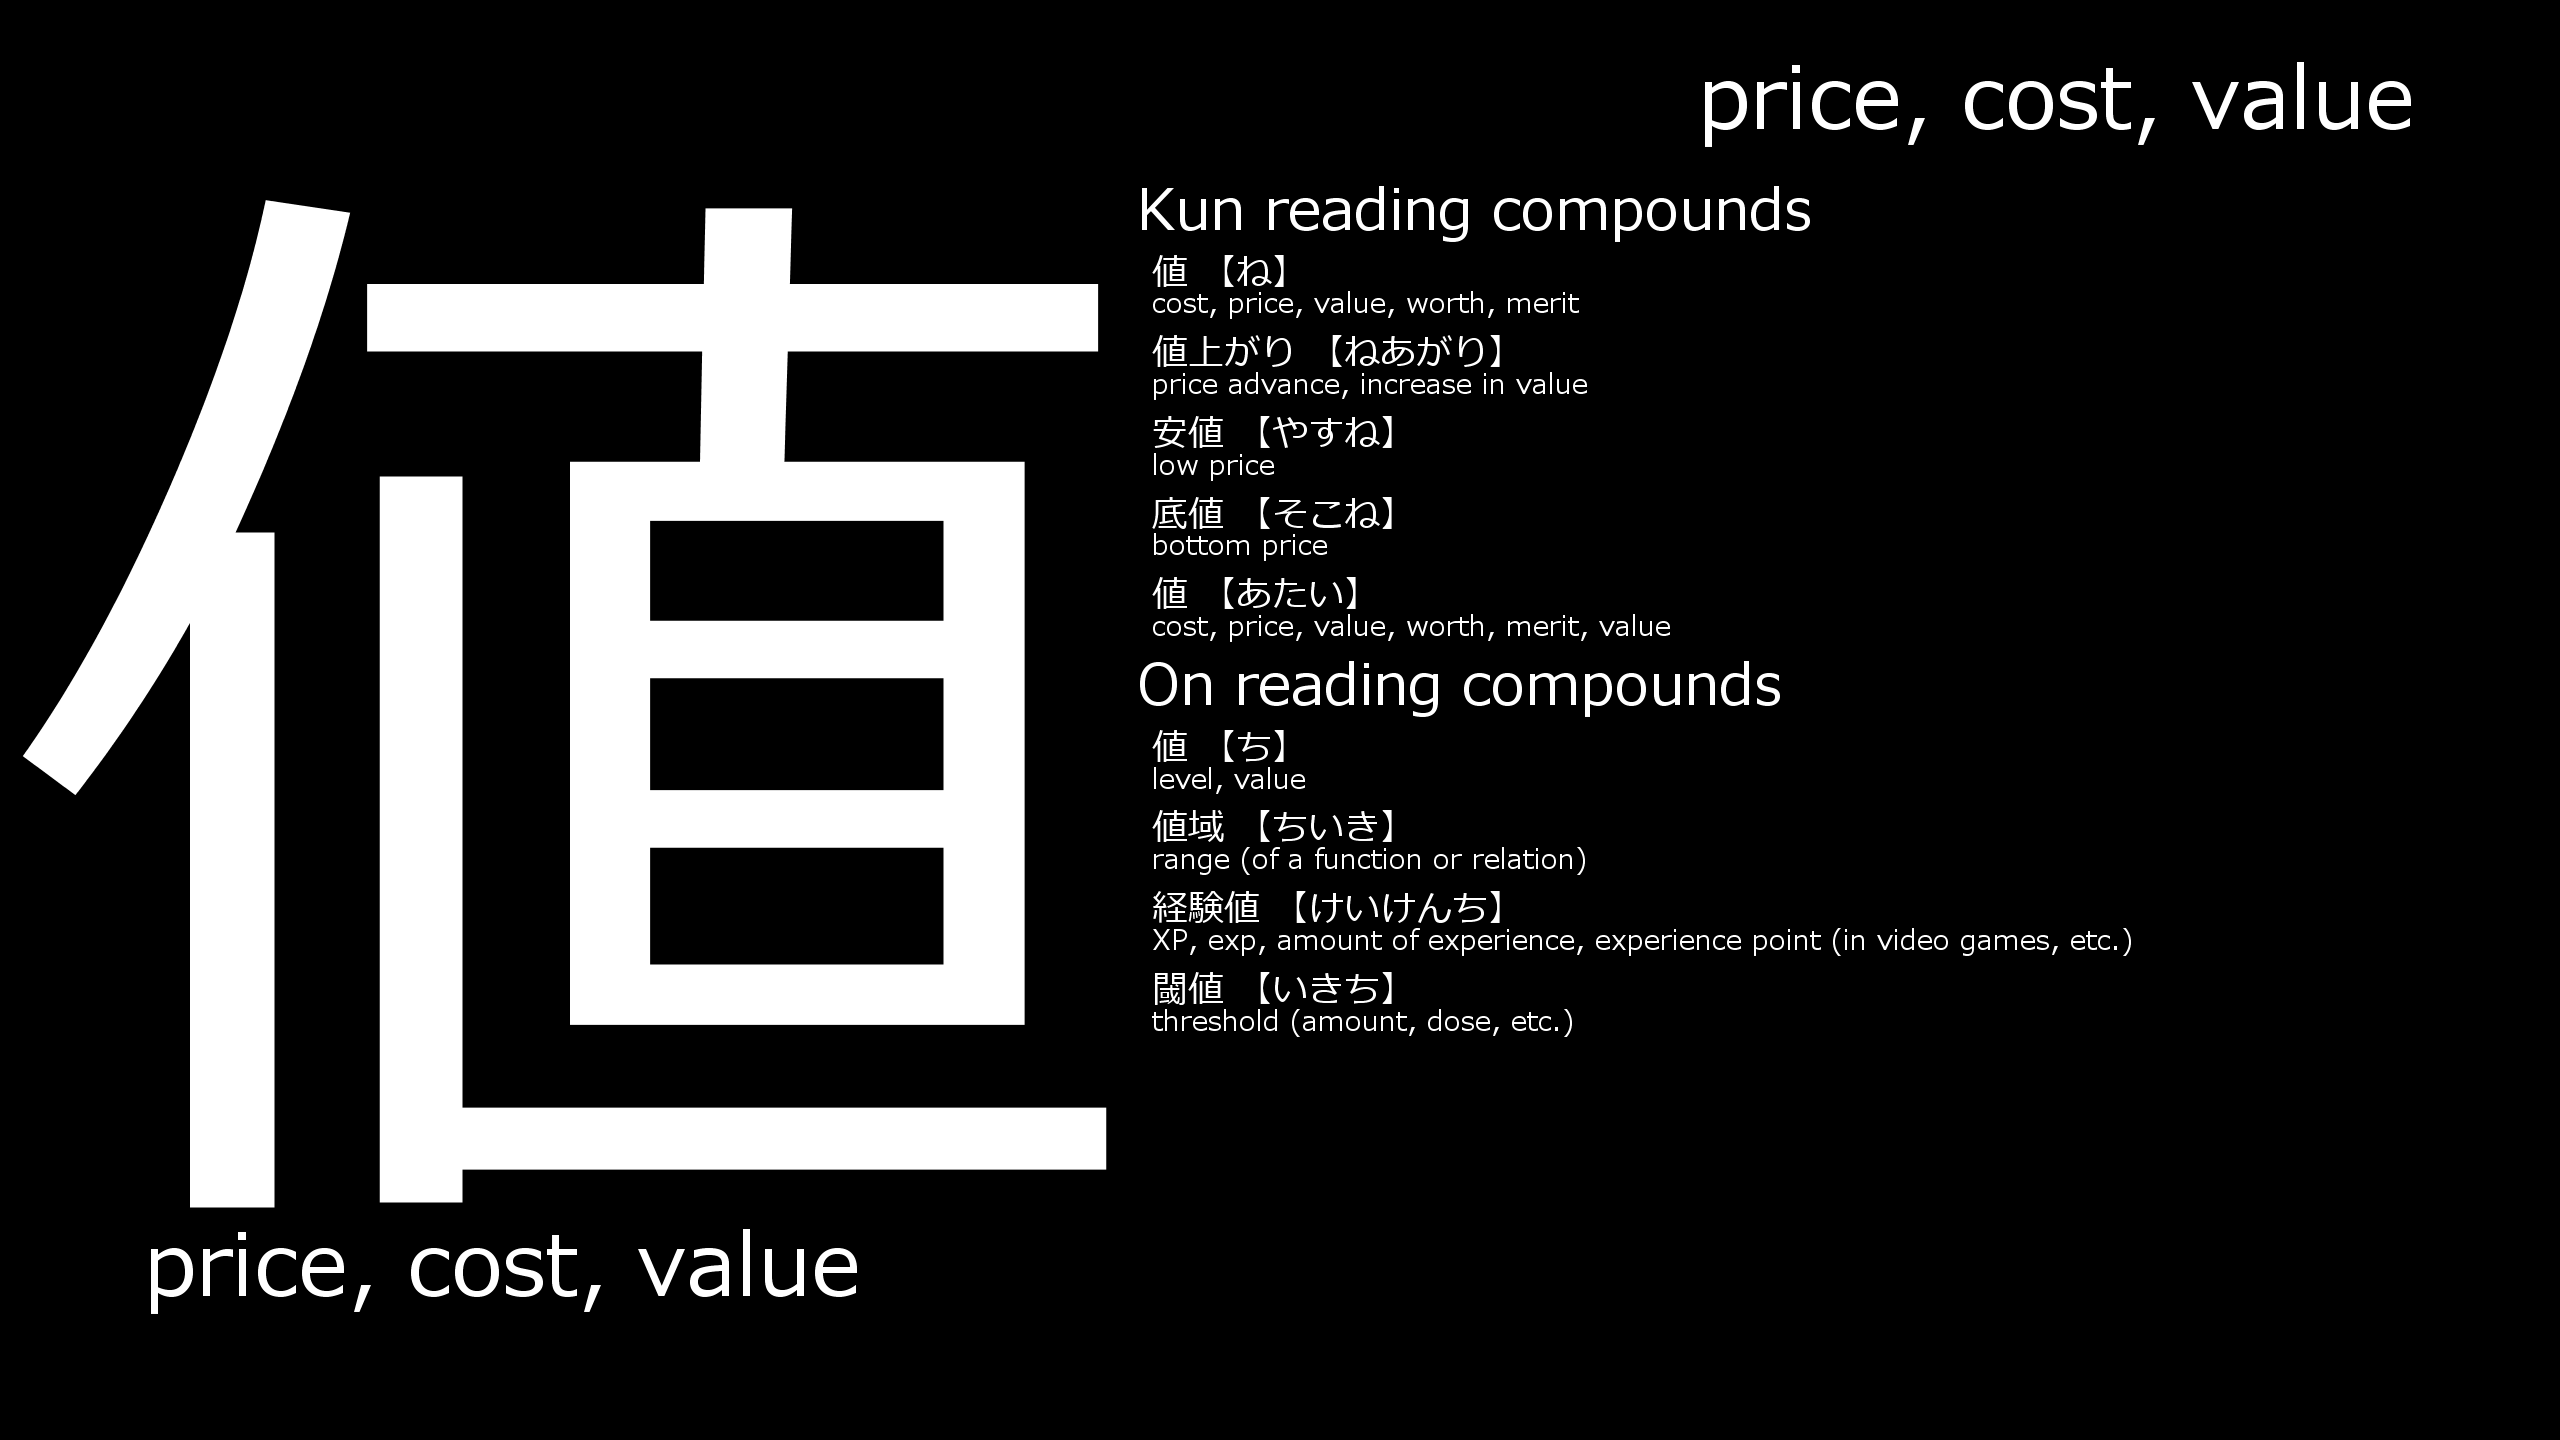 price, cost, value
値
price, cost, value
Kun reading compounds
値 【ね】
cost, price, value, worth, merit
値上がり 【ねあがり】
price advance, increase in value
安値 【やすね】
low price
底値 【そこね】
bottom price
値 【あたい】
cost, price, value, worth, merit, value
On reading compounds
値 【ち】
level, value
値域 【ちいき】
range (of a function or relation)
経験値 【けいけんち】
XP, exp, amount of experience, experience point (in video games, etc.)
閾値 【いきち】
threshold (amount, dose, etc.)